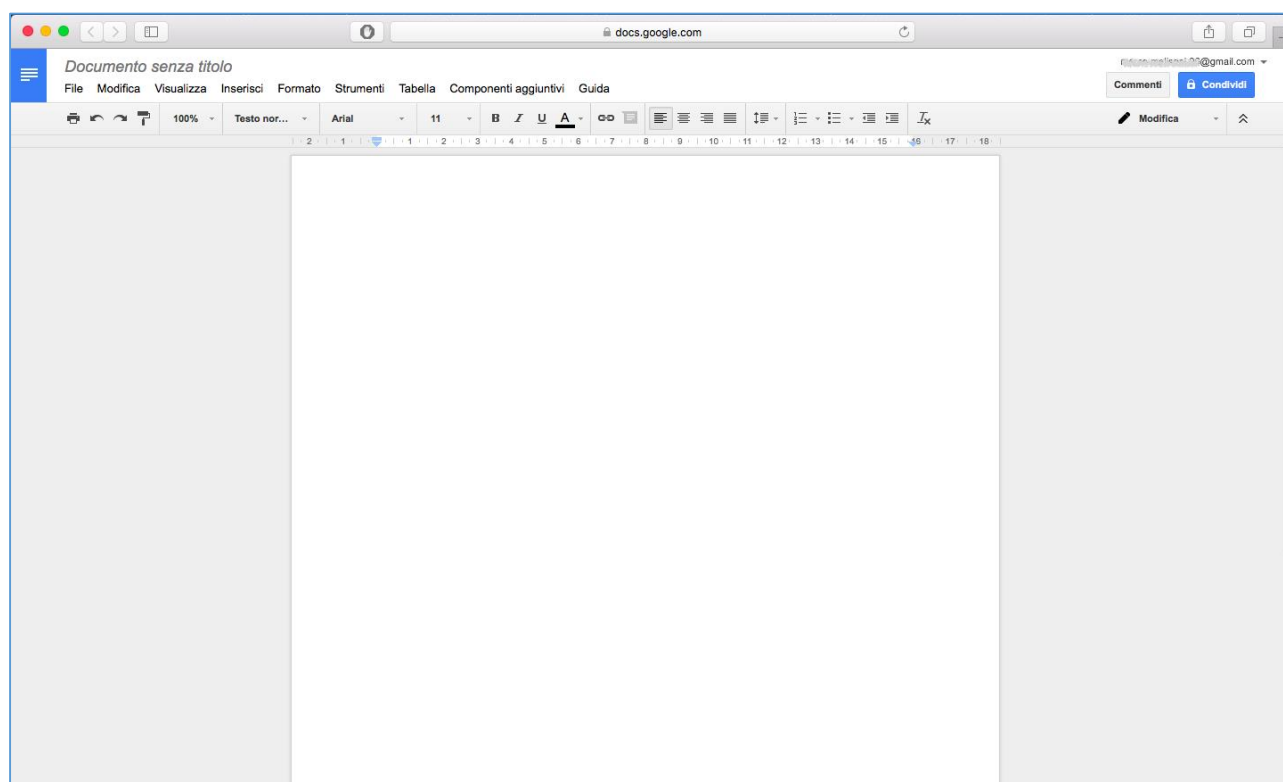 docs.google.com
Documento senza titolo
@gmail.com
File Modifica Visualizza Inserisci Formato Strumenti Tabella Componenti aggiuntivi Guida
Commenti Condividi
100% Testo nor... Arial 11 B I U A Modifica
2 1 1 2 3 4 5 6 7 8 9 10 11 12 13 14 15 16 17 18